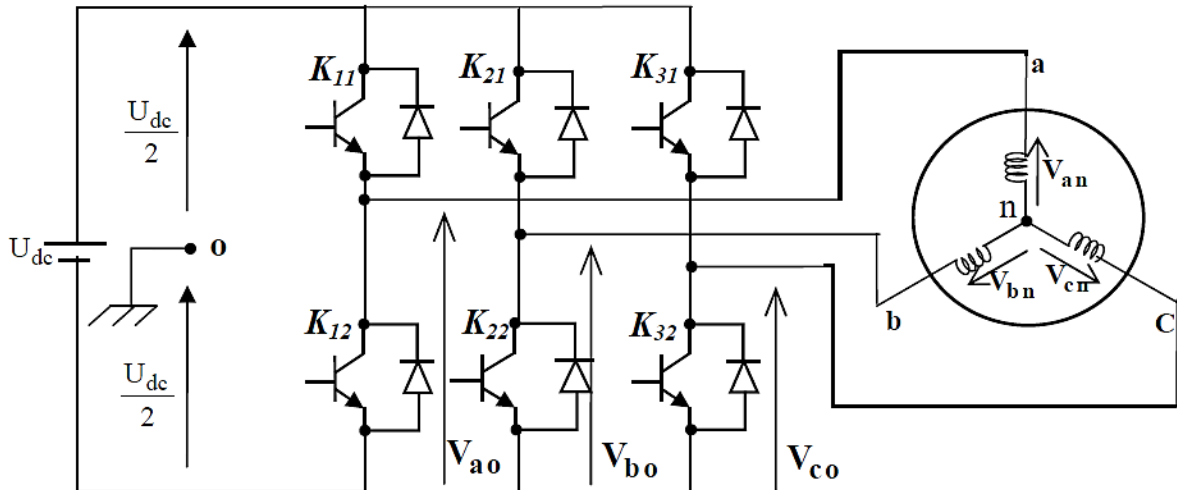 K11
K21
K31
a
Udc
2
Van
n
o
Udc
Vbn
Vcn
b
C
K12
K22
K32
Udc
2
Vao
Vbo
Vco